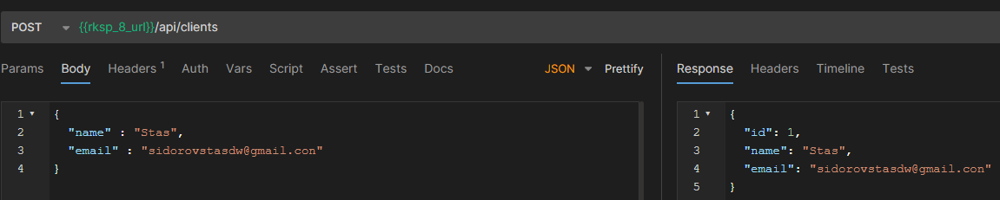 POST {{rksp_8_url}}/api/clients
Params Body Headers 1 Auth Vars Script Assert Tests Docs JSON Prettify Response Headers Timeline Tests
1 {
2 "name" : "Stas",
3 "email" : "sidorovstasdw@gmail.con"
4 }
1 {
2 "id": 1,
3 "name": "Stas",
4 "email": "sidorovstasdw@gmail.con"
5 }